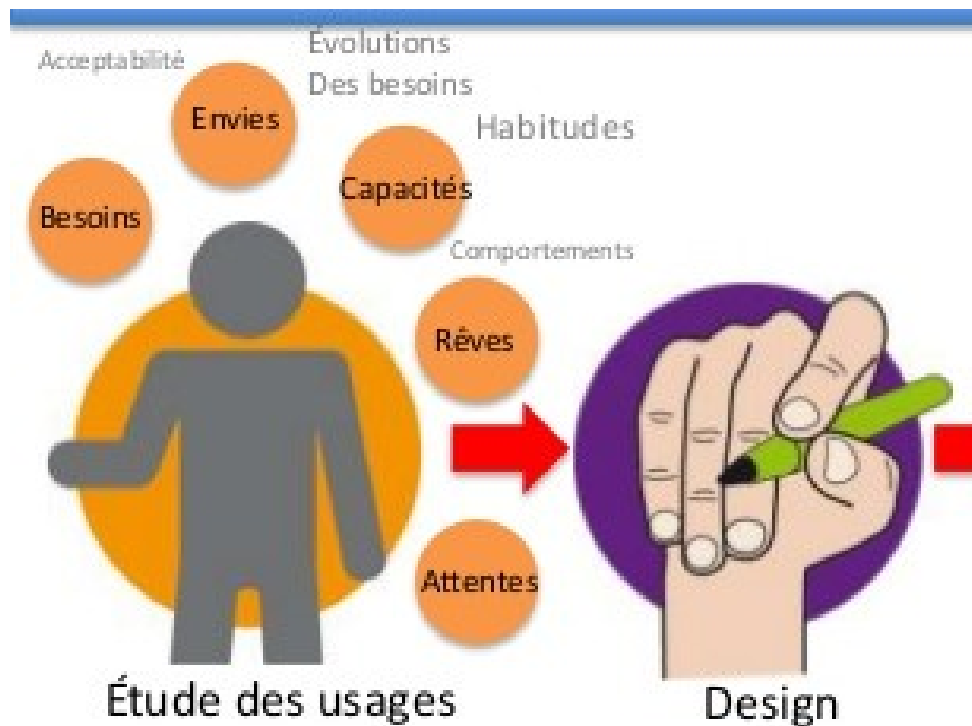 Acceptabilité
Évolutions
Des besoins
Envies
Habitudes
Capacités
Besoins
Comportements
Rêves
Attentes
Étude des usages
Design